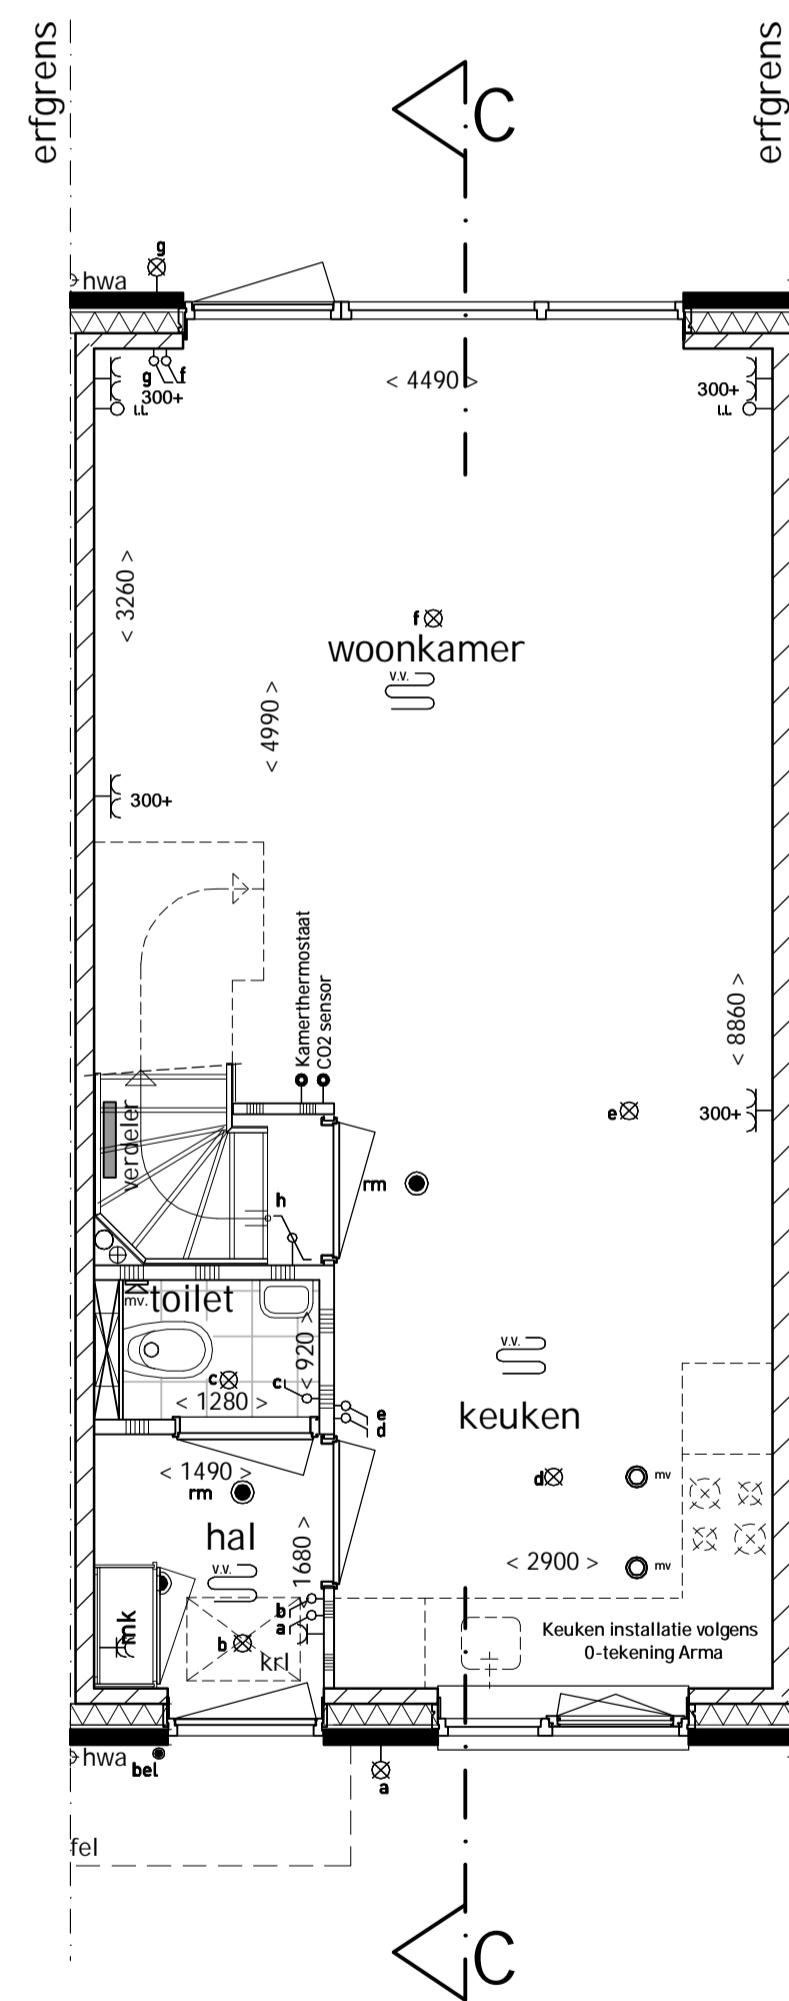 erfgrens
erfgrens
C
g
hwa
g
f
300+
i.l.
< 4490 >
300+
i.l.
< 3260 >
f
woonkamer
v.v.
< 4990 >
300+
Kamerthermostaat
CO2 sensor
< 8860 >
e
300+
verdeler
rm
h
mv.
toilet
< 920 >
c
c
< 1280 >
e
d
v.v.
keuken
< 1490 >
rm
d
mv
hal
v.v.
1680 >
< 2900 >
mv
mk
b
a
b
krl
Keuken installatie volgens
0-tekening Arma
hwa
bel
a
fel
C